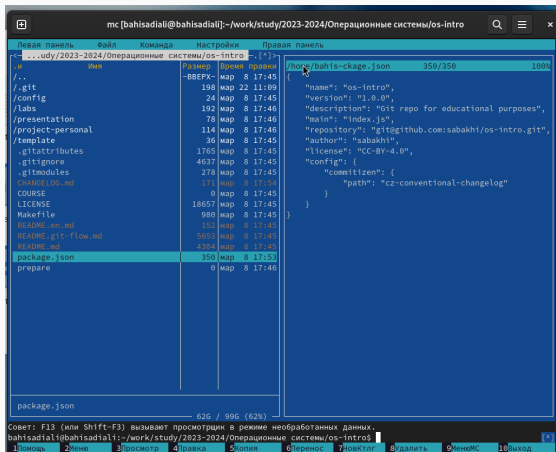 mc [bahisadiali@bahisadiali]:~/work/study/2023-2024/Операционные системы/os-intro
Левая панель Файл Команда Настройки Правая панель
<— ...udy/2023-2024/Операционные системы/os-intro —.[^]>
.и Имя Размер Время правки
/.. -ВВЕРХ- мар 8 17:45
/.git 198 мар 22 11:09
/config 24 мар 8 17:45
/labs 192 мар 8 17:46
/presentation 78 мар 8 17:46
/project-personal 114 мар 8 17:46
/template 36 мар 8 17:45
.gitattributes 1765 мар 8 17:45
.gitignore 4637 мар 8 17:45
.gitmodules 278 мар 8 17:45
CHANGELOG.md 171 мар 8 17:54
COURSE 0 мар 8 17:45
LICENSE 18657 мар 8 17:45
Makefile 980 мар 8 17:45
README.en.md 152 мар 8 17:45
README.git-flow.md 5653 мар 8 17:45
README.md 4304 мар 8 17:45
package.json 350 мар 8 17:53
prepare 0 мар 8 17:46
package.json
62G / 99G (62%)
/home/bahis~ckage.json 350/350 100%
{
"name": "os-intro",
"version": "1.0.0",
"description": "Git repo for educational purposes",
"main": "index.js",
"repository": "git@github.com:sabakhi/os-intro.git",
"author": "sabakhi",
"license": "CC-BY-4.0",
"config": {
"commitizen": {
"path": "cz-conventional-changelog"
}
}
}
Совет: F13 (или Shift-F3) вызывают просмотрщик в режиме необработанных данных.
bahisadiali@bahisadiali:~/work/study/2023-2024/Операционные системы/os-intro$ [^]
1Помощь 2Меню 3Просмотр 4Правка 5Копия 6Перенос 7НовКтлг 8Удалить 9МенюMC 10Выход